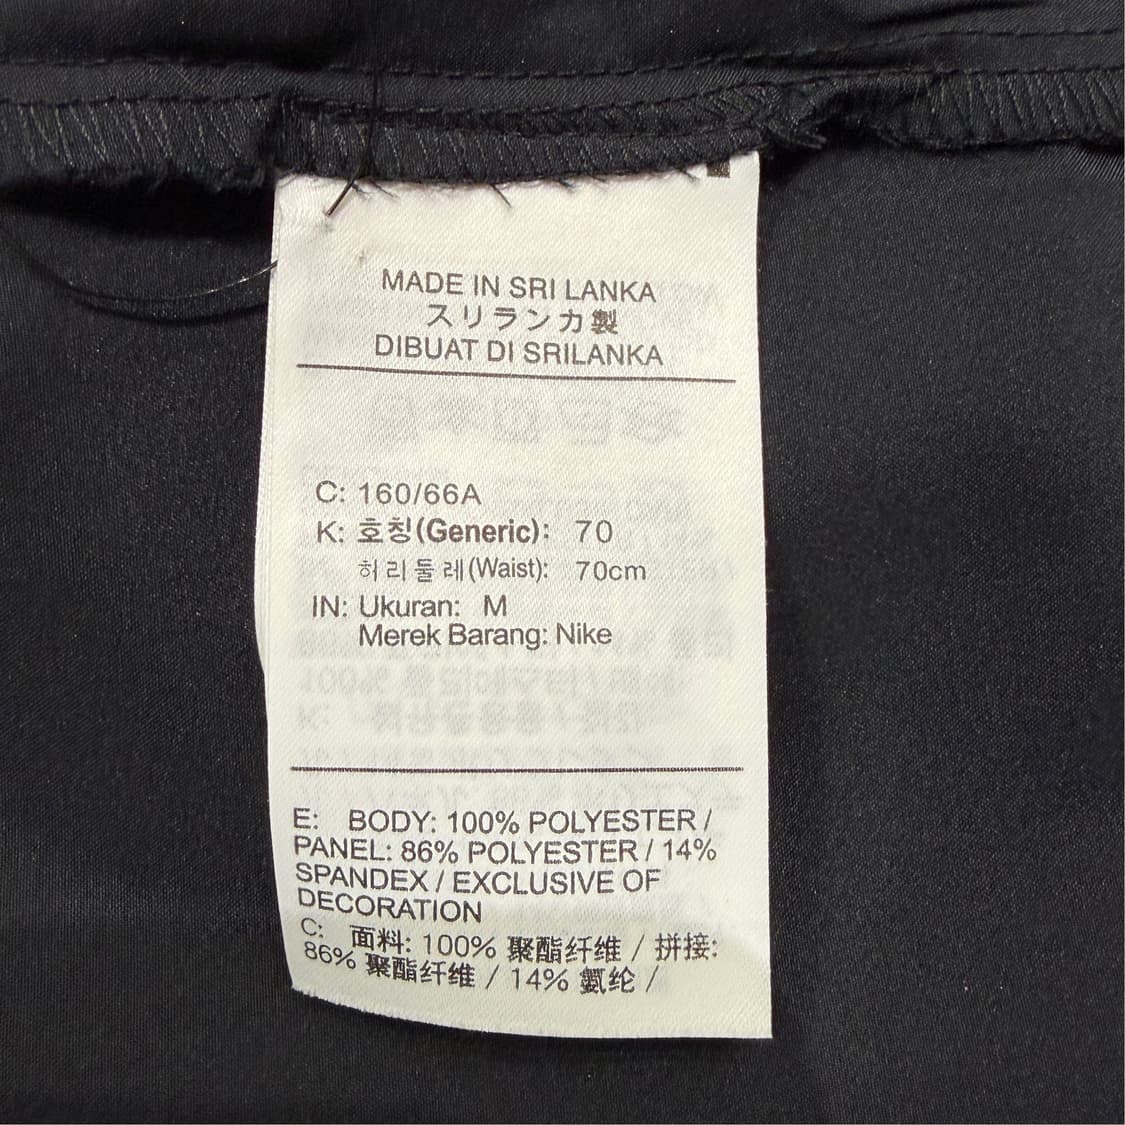 MADE IN SRI LANKA
スリランカ製
DIBUAT DI SRILANKA
C: 160/66A
K: 호칭(Generic): 70
허리둘레(Waist): 70cm
IN: Ukuran: M
Merek Barang: Nike
E: BODY: 100% POLYESTER /
PANEL: 86% POLYESTER / 14%
SPANDEX / EXCLUSIVE OF
DECORATION
C: 面料: 100% 聚酯纤维 / 拼接:
86% 聚酯纤维 / 14% 氨纶 /